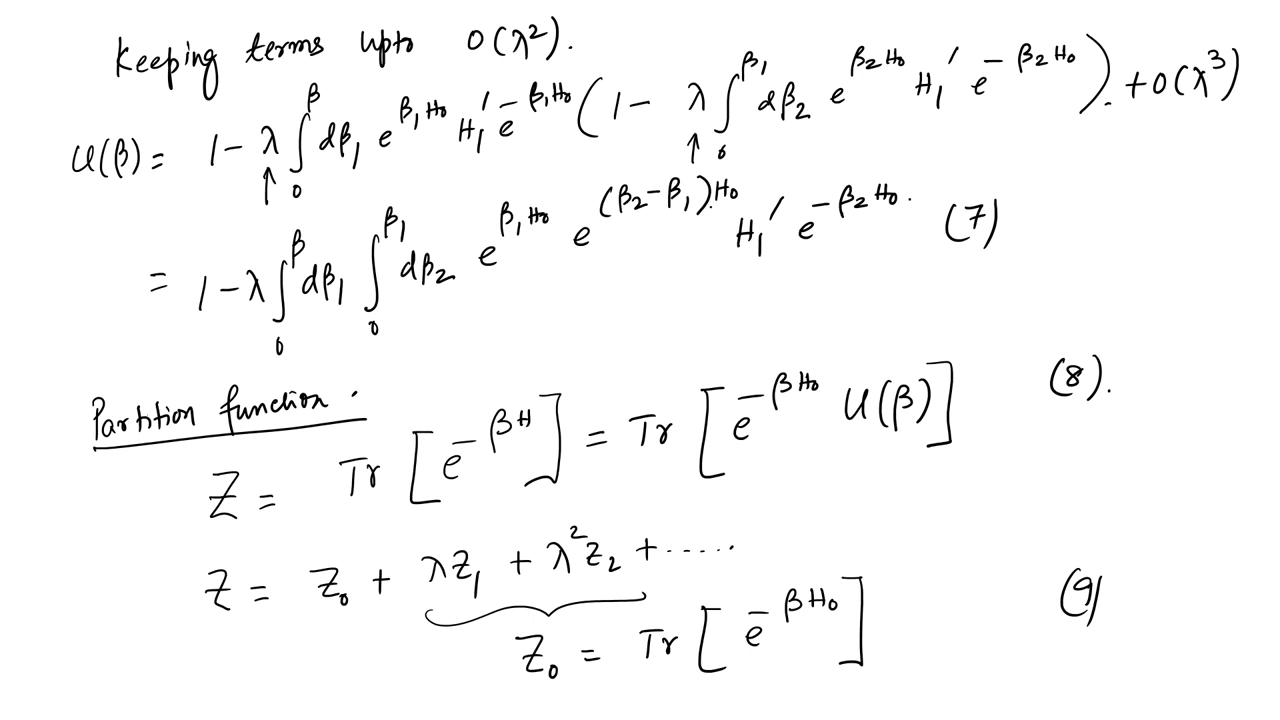 Keeping terms upto O(λ²).
U(β) = 1 - λ ∫₀^β dβ₁ e^{β₁H₀} H₁′ e^{-β₁H₀} (1 - λ ∫₀^{β₁} dβ₂ e^{β₂H₀} H₁′ e^{-β₂H₀}). + O(λ³)
↑ ↑
= 1 - λ ∫₀^β dβ₁ ∫₀^{β₁} dβ₂ e^{β₁H₀} e^{(β₂-β₁).H₀} H₁′ e^{-β₂H₀}. (7)
Partition function.
Z = Tr [e^{-βH}] = Tr [e^{-βH₀} U(β)] (8).
Z = Z₀ + λZ₁ + λ²Z₂ + ......
Z₀ = Tr [e^{-βH₀}] (9)